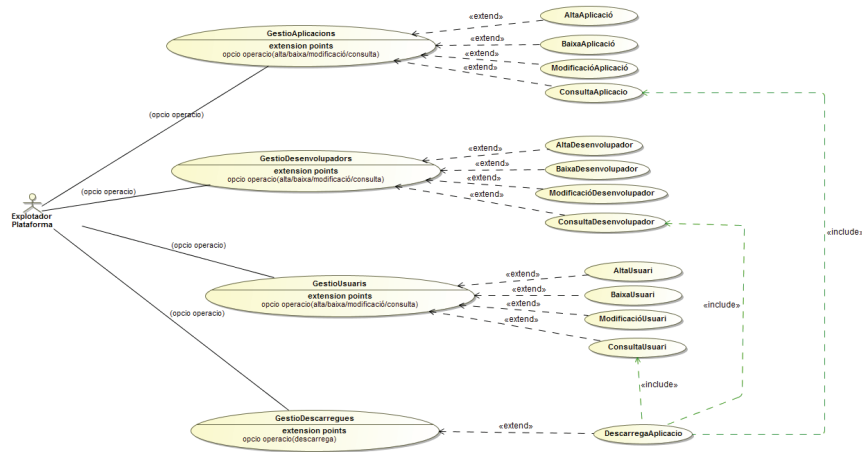 GestioAplicacions
extension points
opcio operació(alta/baixa/modificació/consulta)
«extend»
AltaAplicació
«extend»
BaixaAplicació
«extend»
ModificacióAplicació
«extend»
ConsultaAplicacio
(opcio operacio)
GestioDesenvolupadors
extension points
opcio operacio(alta/baixa/modificació/consulta)
«extend»
AltaDesenvolupador
«extend»
BaixaDesenvolupador
«extend»
ModificacióDesenvolupador
«extend»
ConsultaDesenvolupador
(opcio operacio)
Explotador
Plataforma
«include»
(opcio operacio)
GestioUsuaris
extension points
opcio operació(alta/baixa/modificació/consulta)
«extend»
AltaUsuari
«extend»
BaixaUsuari
«extend»
ModificacióUsuari
«extend»
ConsultaUsuari
«include»
(opcio operacio)
«include»
GestioDescarregues
extension points
opcio operació(descarrega)
«extend»
DescarregaAplicacio